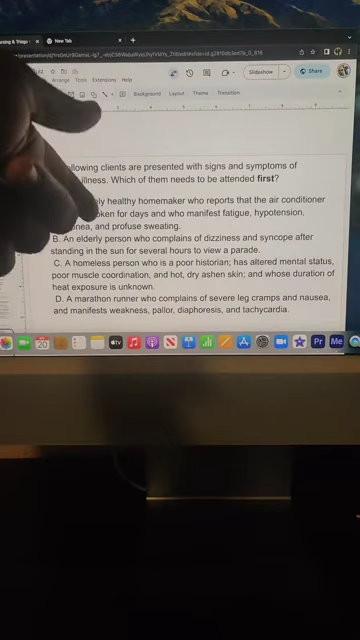 New Tab
Arrange Tools Extensions Help
Slideshow
Share
Background Layout Theme Transition
following clients are presented with signs and symptoms of
illness. Which of them needs to be attended first?
healthy homemaker who reports that the air conditioner
for days and who manifest fatigue, hypotension,
and profuse sweating.
B. An elderly person who complains of dizziness and syncope after
standing in the sun for several hours to view a parade.
C. A homeless person who is a poor historian; has altered mental status,
poor muscle coordination, and hot, dry ashen skin; and whose duration of
heat exposure is unknown.
D. A marathon runner who complains of severe leg cramps and nausea,
and manifests weakness, pallor, diaphoresis, and tachycardia.
20
tv
Pr
Me